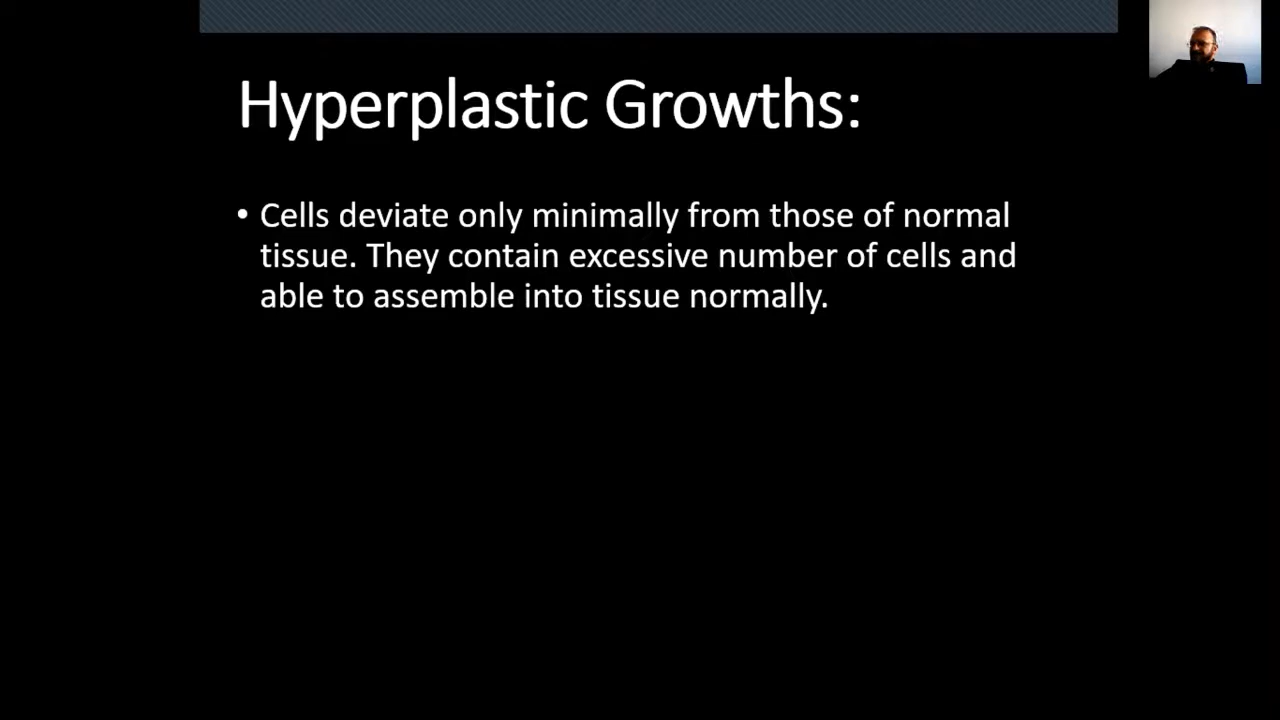 Hyperplastic Growths:
• Cells deviate only minimally from those of normal
tissue. They contain excessive number of cells and
able to assemble into tissue normally.